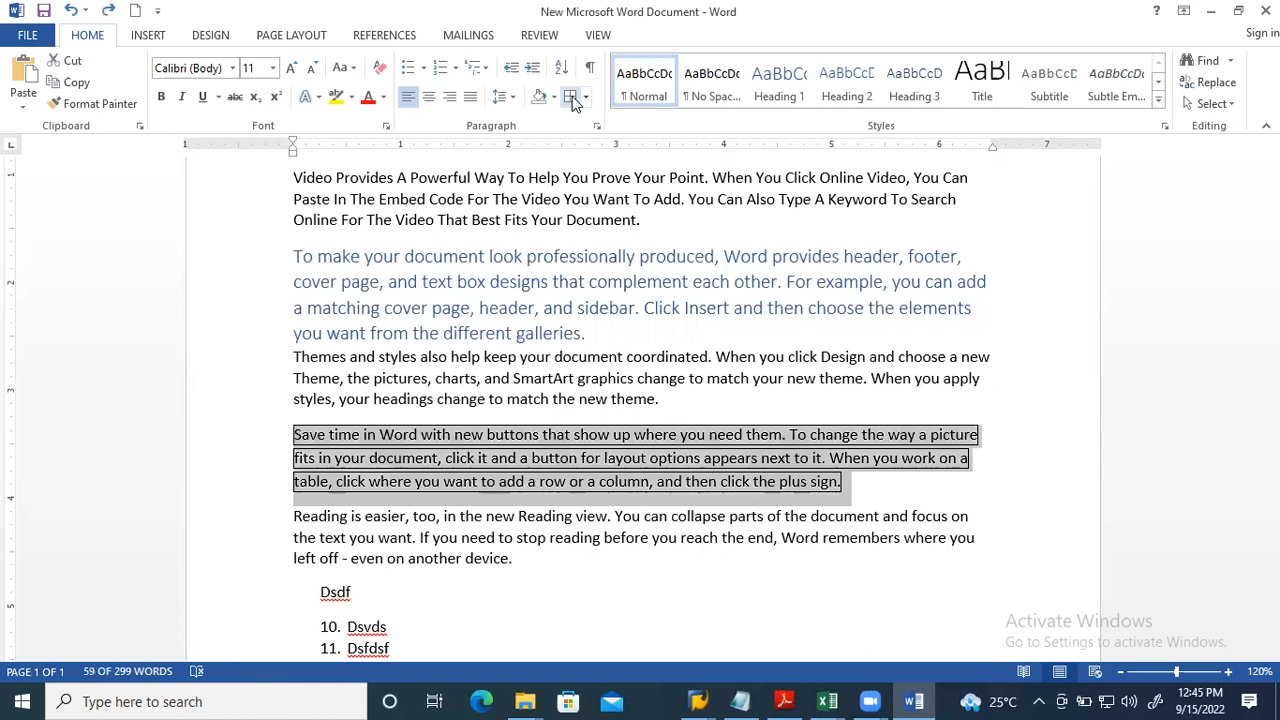 New Microsoft Word Document - Word
Sign in
FILE HOME INSERT DESIGN PAGE LAYOUT REFERENCES MAILINGS REVIEW VIEW
Paste
Cut
Copy
Format Painter
Clipboard
Calibri (Body) 11
Font
Paragraph
AaBbCcDc AaBbCcDc AaBbCc AaBbCcC AaBbCcD AaB AaBbCcD AaBbCcDc
¶ Normal ¶ No Spac... Heading 1 Heading 2 Heading 3 Title Subtitle Subtle Em...
Styles
Find
Replace
Select
Editing
1 1 2 3 4 5 6 7
Video Provides A Powerful Way To Help You Prove Your Point. When You Click Online Video, You Can
Paste In The Embed Code For The Video You Want To Add. You Can Also Type A Keyword To Search
Online For The Video That Best Fits Your Document.
To make your document look professionally produced, Word provides header, footer,
cover page, and text box designs that complement each other. For example, you can add
a matching cover page, header, and sidebar. Click Insert and then choose the elements
you want from the different galleries.
Themes and styles also help keep your document coordinated. When you click Design and choose a new
Theme, the pictures, charts, and SmartArt graphics change to match your new theme. When you apply
styles, your headings change to match the new theme.
Save time in Word with new buttons that show up where you need them. To change the way a picture
fits in your document, click it and a button for layout options appears next to it. When you work on a
table, click where you want to add a row or a column, and then click the plus sign.
Reading is easier, too, in the new Reading view. You can collapse parts of the document and focus on
the text you want. If you need to stop reading before you reach the end, Word remembers where you
left off - even on another device.
Dsdf
10. Dsvds
11. Dsfdsf
Activate Windows
Go to Settings to activate Windows.
PAGE 1 OF 1 59 OF 299 WORDS 120%
Type here to search
25°C
12:45 PM
9/15/2022